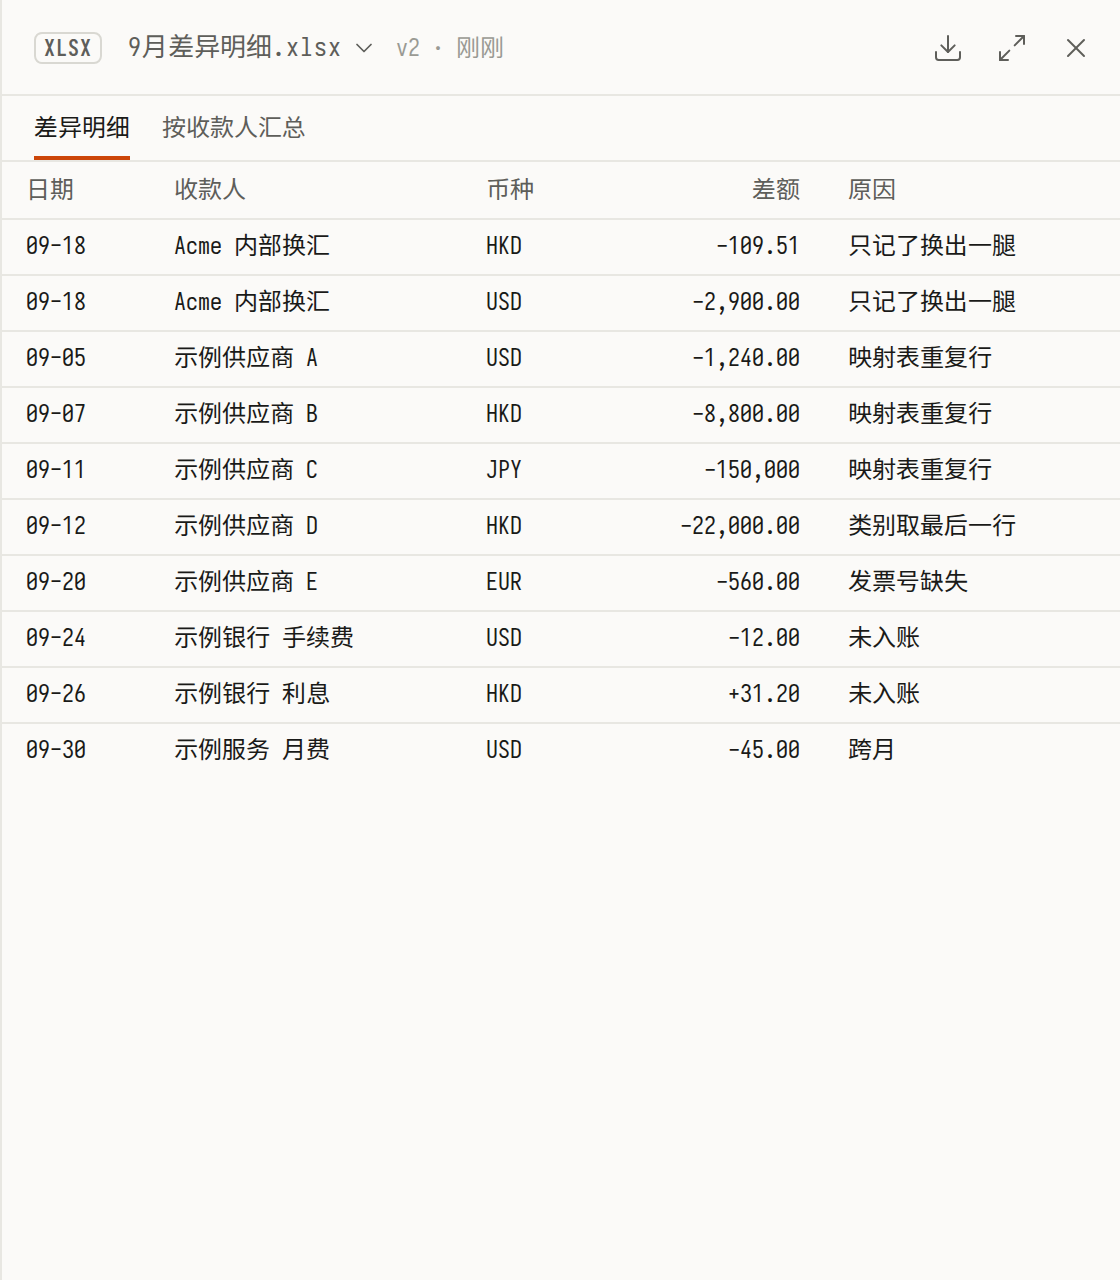 XLSX 9月差异明细.xlsx v2 · 刚刚
差异明细 按收款人汇总
日期 收款人 币种 差额 原因
09-18 Acme 内部换汇 HKD -109.51 只记了换出一腿
09-18 Acme 内部换汇 USD -2,900.00 只记了换出一腿
09-05 示例供应商 A USD -1,240.00 映射表重复行
09-07 示例供应商 B HKD -8,800.00 映射表重复行
09-11 示例供应商 C JPY -150,000 映射表重复行
09-12 示例供应商 D HKD -22,000.00 类别取最后一行
09-20 示例供应商 E EUR -560.00 发票号缺失
09-24 示例银行 手续费 USD -12.00 未入账
09-26 示例银行 利息 HKD +31.20 未入账
09-30 示例服务 月费 USD -45.00 跨月